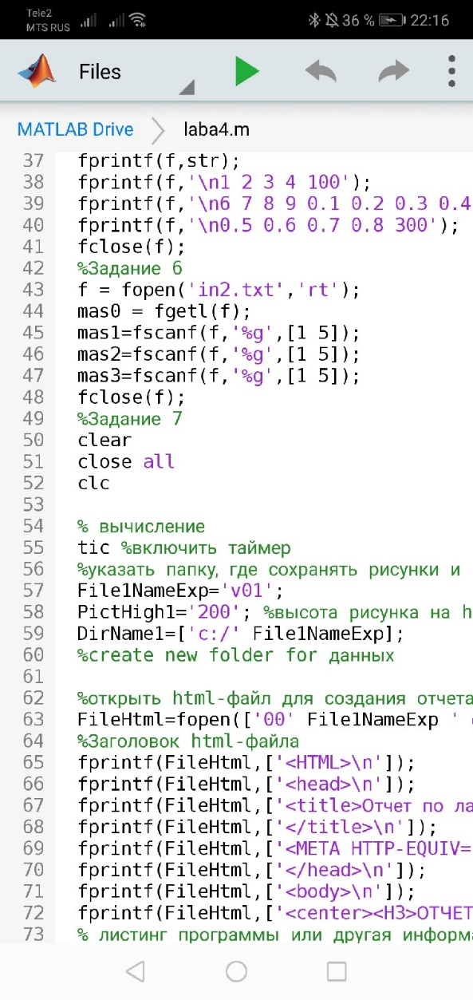 Tele2
MTS RUS
36 %
22:16
Files
MATLAB Drive
laba4.m
37 fprintf(f,str);
38 fprintf(f,'\n1 2 3 4 100');
39 fprintf(f,'\n6 7 8 9 0.1 0.2 0.3 0.4
40 fprintf(f,'\n0.5 0.6 0.7 0.8 300');
41 fclose(f);
42 %Задание 6
43 f = fopen('in2.txt','rt');
44 mas0 = fgetl(f);
45 mas1=fscanf(f,'%g',[1 5]);
46 mas2=fscanf(f,'%g',[1 5]);
47 mas3=fscanf(f,'%g',[1 5]);
48 fclose(f);
49 %Задание 7
50 clear
51 close all
52 clc
53
54 % вычисление
55 tic %включить таймер
56 %указать папку, где сохранять рисунки и
57 File1NameExp='v01';
58 PictHigh1='200'; %высота рисунка на h
59 DirName1=['c:/' File1NameExp];
60 %create new folder for данных
61
62 %открыть html-файл для создания отчета
63 FileHtml=fopen(['00' File1NameExp '
64 %Заголовок html-файла
65 fprintf(FileHtml,['<HTML>\n']);
66 fprintf(FileHtml,['<head>\n']);
67 fprintf(FileHtml,['<title>Отчет по ла
68 fprintf(FileHtml,['</title>\n']);
69 fprintf(FileHtml,['<META HTTP-EQUIV=
70 fprintf(FileHtml,['</head>\n']);
71 fprintf(FileHtml,['<body>\n']);
72 fprintf(FileHtml,['<center><H3>ОТЧЕТ
73 % листинг программы или другая информа